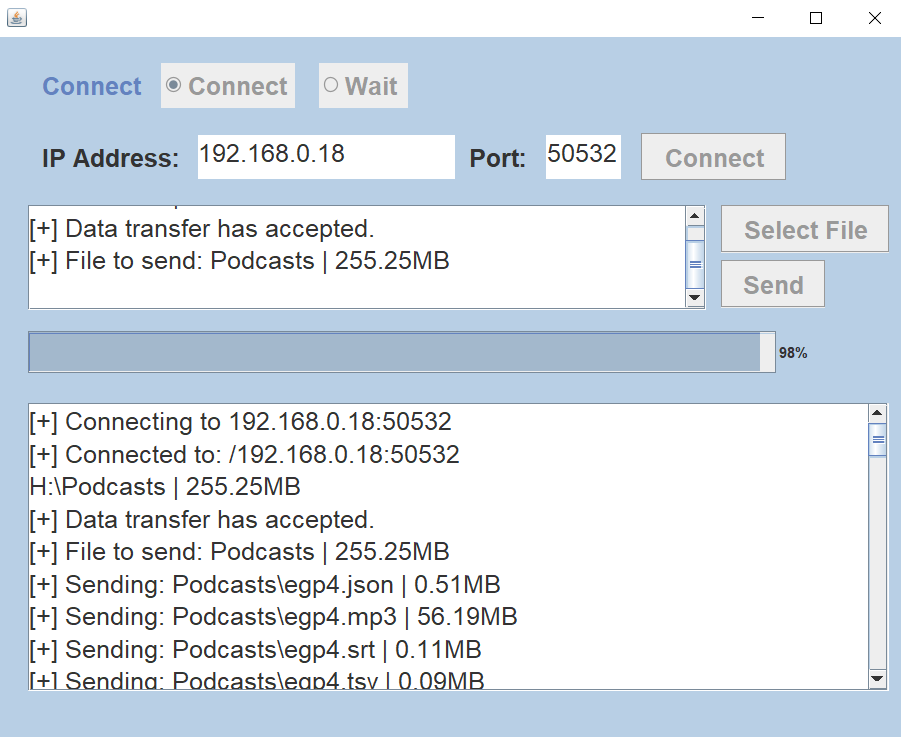 Connect Connect Wait
IP Address: 192.168.0.18 Port: 50532 Connect
[+] Data transfer has accepted.
[+] File to send: Podcasts | 255.25MB
Select File
Send
98%
[+] Connecting to 192.168.0.18:50532
[+] Connected to: /192.168.0.18:50532
H:\Podcasts | 255.25MB
[+] Data transfer has accepted.
[+] File to send: Podcasts | 255.25MB
[+] Sending: Podcasts\egp4.json | 0.51MB
[+] Sending: Podcasts\egp4.mp3 | 56.19MB
[+] Sending: Podcasts\egp4.srt | 0.11MB
[+] Sending: Podcasts\egp4.tsv | 0.09MB